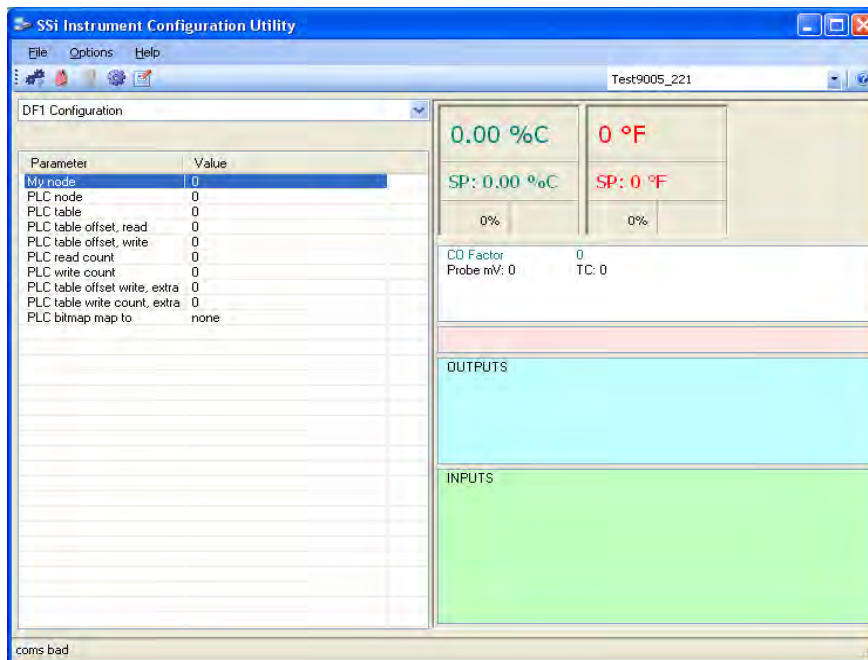 SSi Instrument Configuration Utility
File Options Help
Test9005_221
DF1 Configuration
Parameter Value
My node 0
PLC node 0
PLC table 0
PLC table offset, read 0
PLC table offset, write 0
PLC read count 0
PLC write count 0
PLC table offset write, extra 0
PLC table write count, extra 0
PLC bitmap map to none
0.00 %C 0 °F
SP: 0.00 %C SP: 0 °F
0% 0%
CO Factor 0
Probe mV: 0 TC: 0
OUTPUTS
INPUTS
coms bad